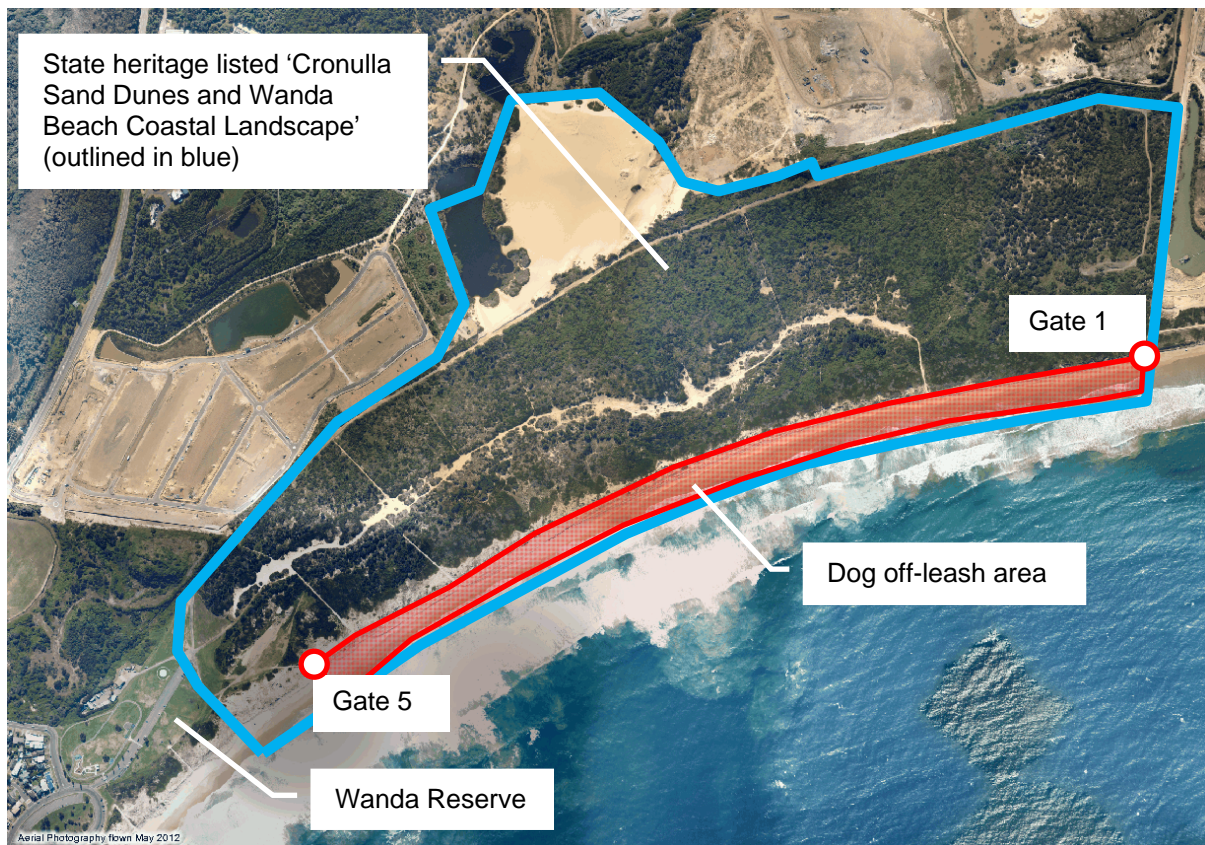 State heritage listed ‘Cronulla
Sand Dunes and Wanda
Beach Coastal Landscape’
(outlined in blue)
Gate 1
Dog off-leash area
Gate 5
Wanda Reserve
Aerial Photography flown May 2012